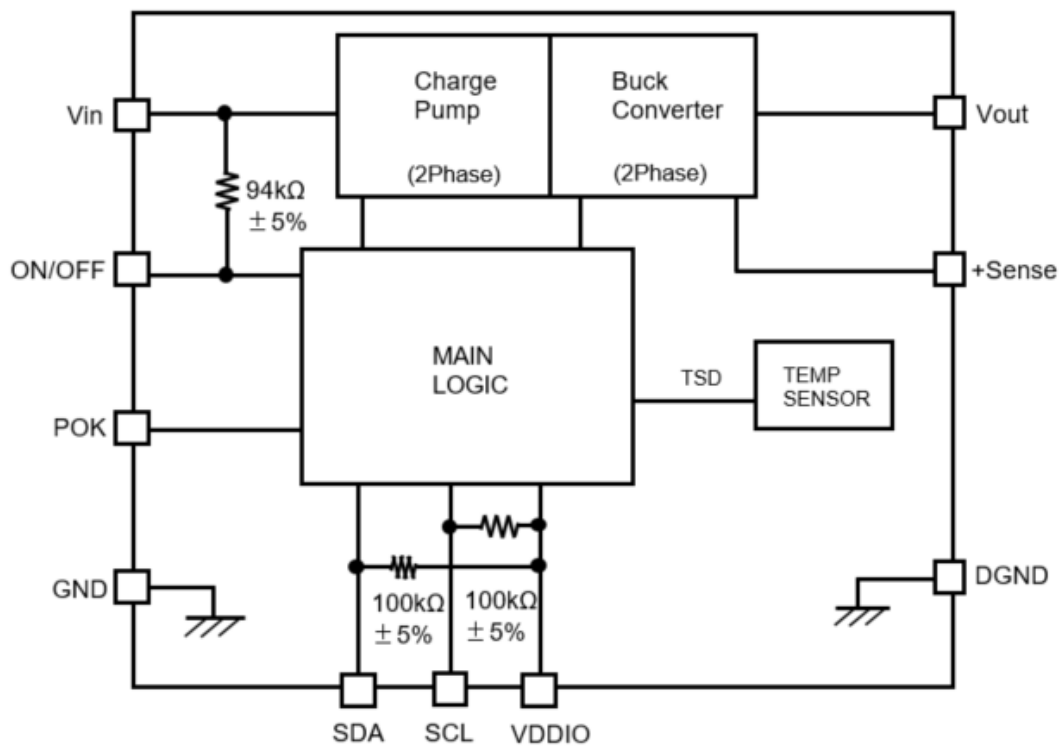 Charge
Pump
(2Phase)
Buck
Converter
(2Phase)
Vin
Vout
94kΩ
±5%
ON/OFF
+Sense
MAIN
LOGIC
TSD
TEMP
SENSOR
POK
GND
DGND
100kΩ
±5%
100kΩ
±5%
SDA
SCL
VDDIO